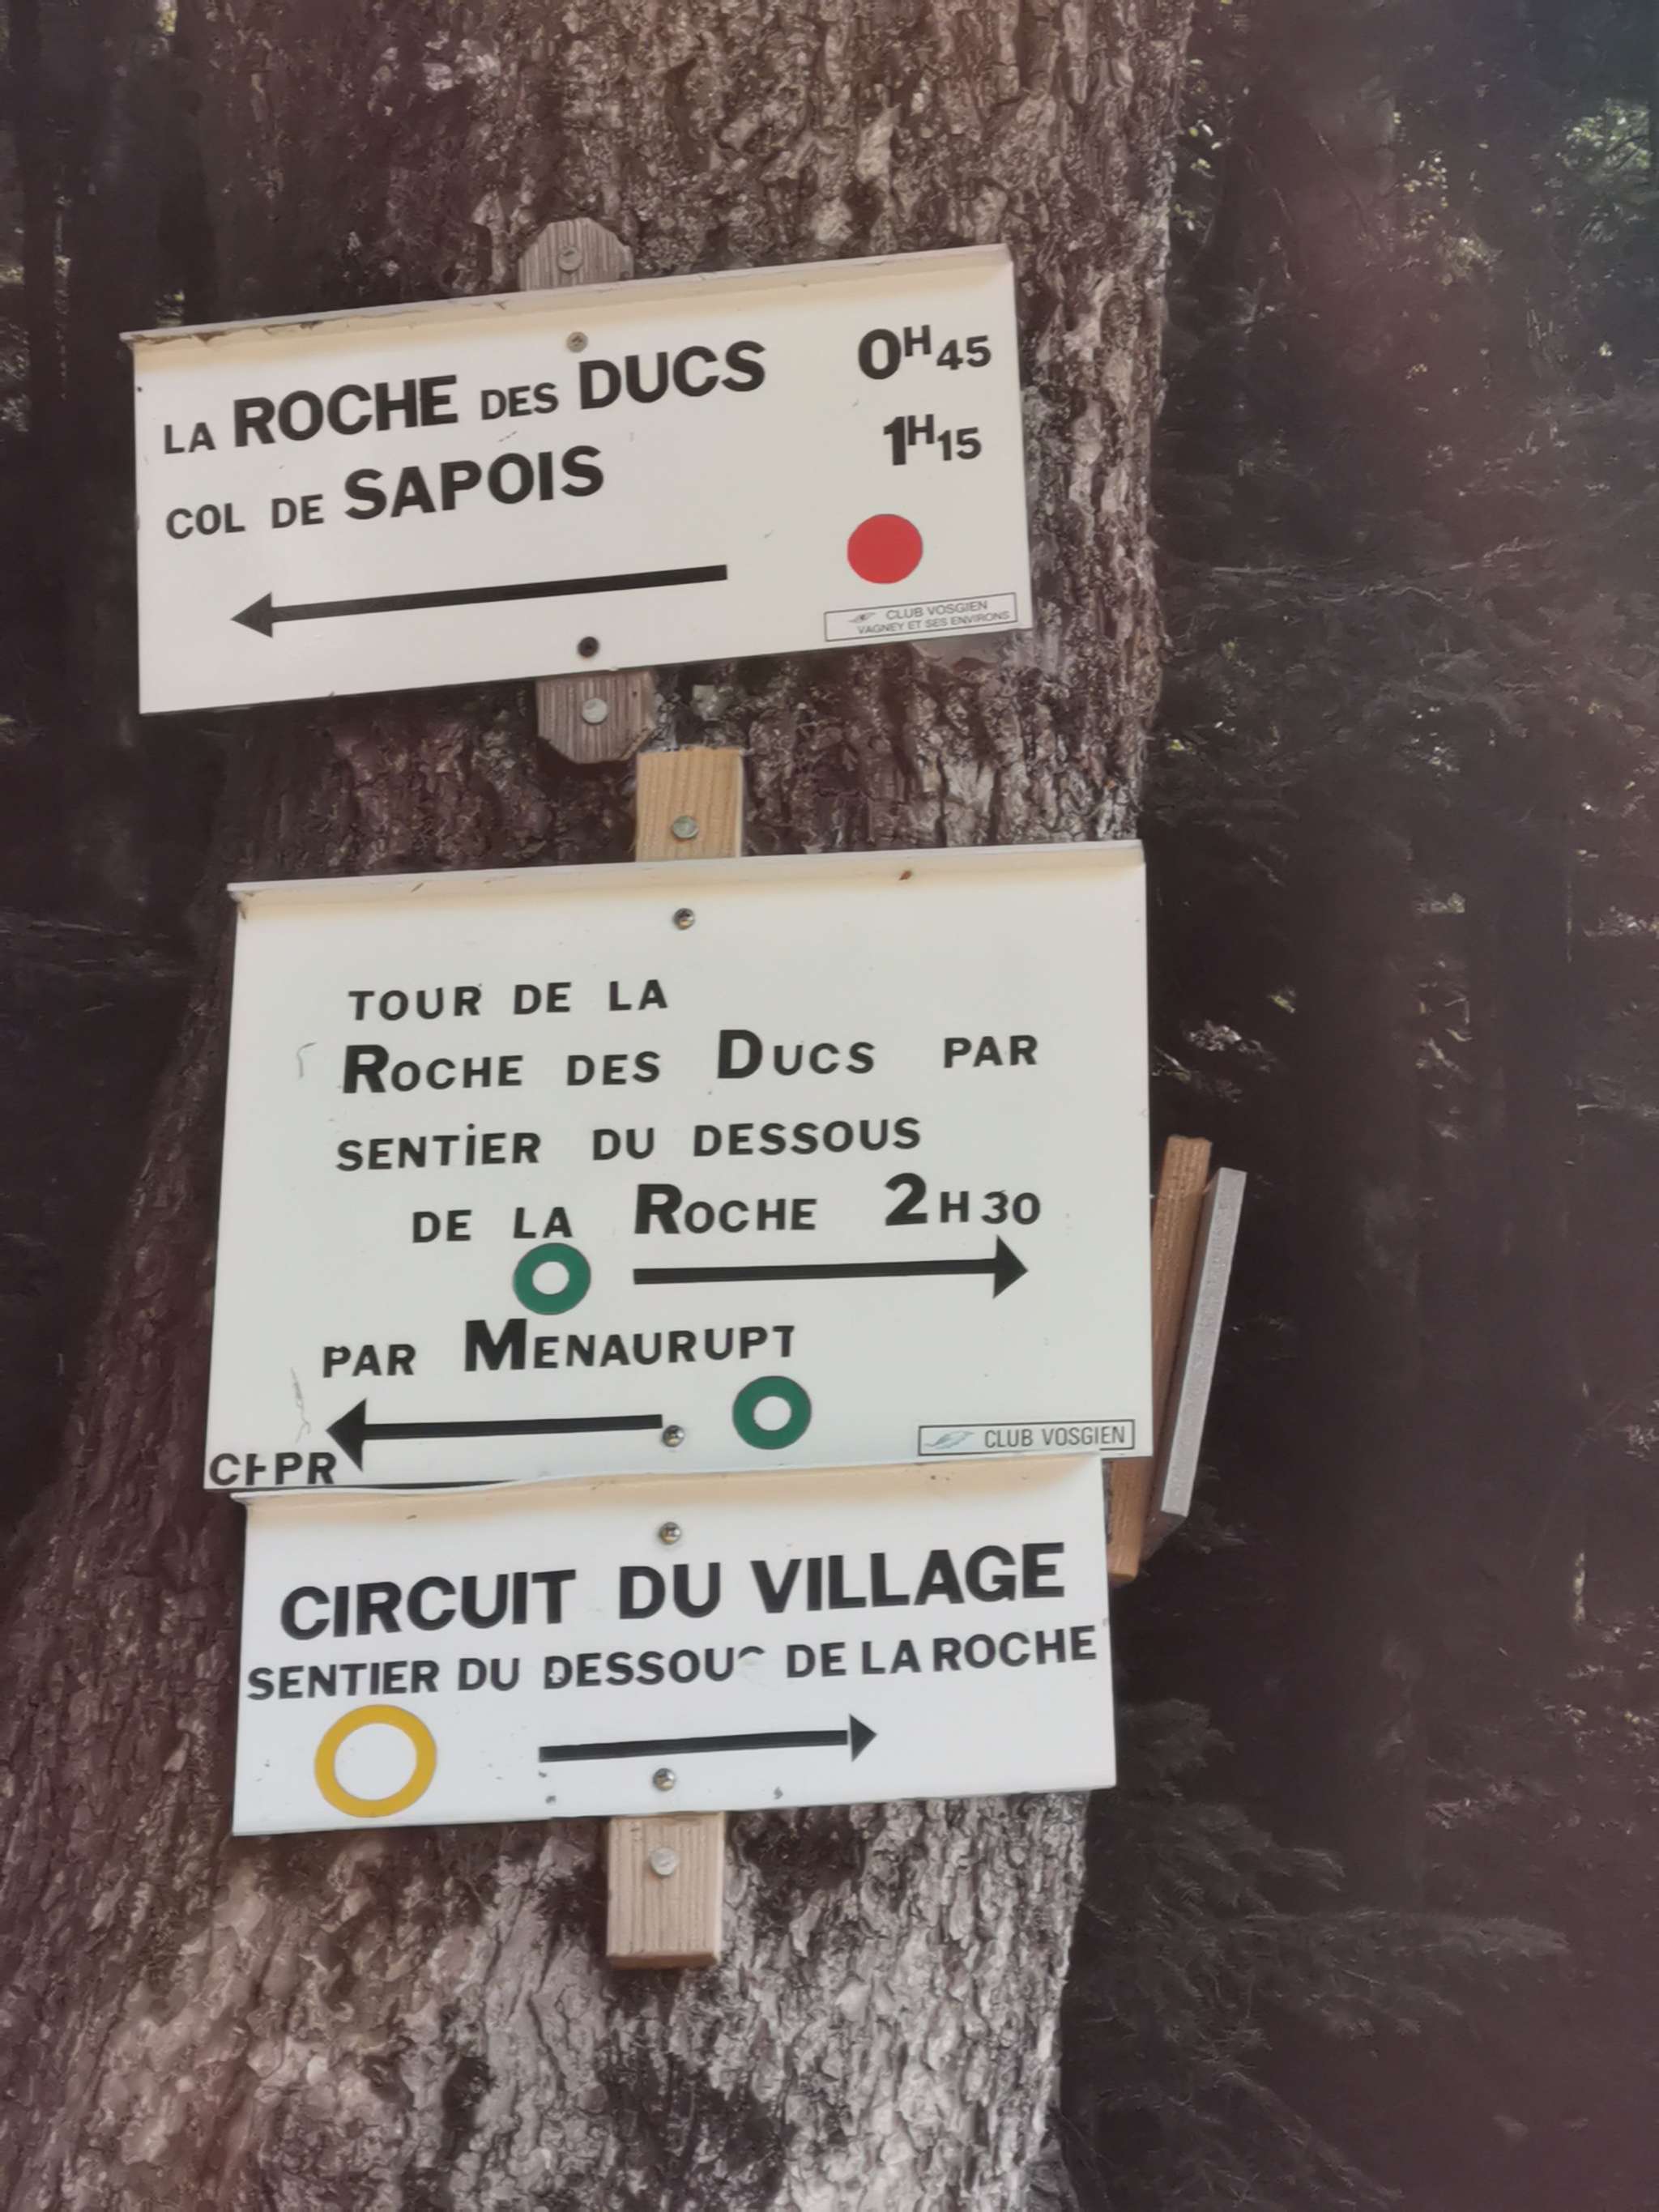 LA ROCHE DES DUCS 0H45
COL DE SAPOIS 1H15
CLUB VOSGIEN
VAGNEY ET SES ENVIRONS
TOUR DE LA
ROCHE DES DUCS PAR
SENTIER DU DESSOUS
DE LA ROCHE 2H30
PAR MENAURUPT
CLUB VOSGIEN
CIRCUIT DU VILLAGE
SENTIER DU DESSOUS DE LA ROCHE